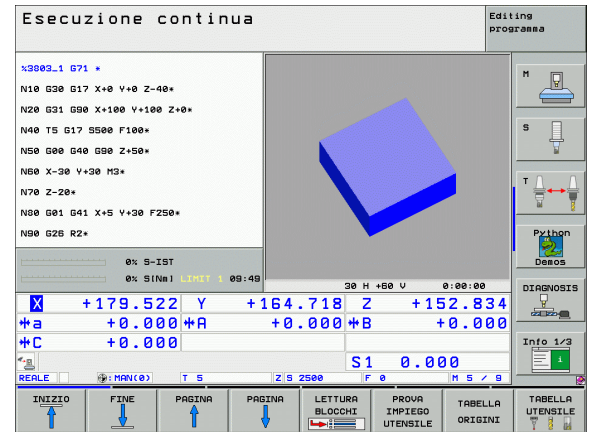 Esecuzione continua
Editing
programma
%3803_1 G71 *
N10 G30 G17 X+0 Y+0 Z-40*
N20 G31 G90 X+100 Y+100 Z+0*
N40 T5 G17 S500 F100*
N50 G00 G40 G90 Z+50*
N60 X-30 Y+30 M3*
N70 Z-20*
N80 G01 G41 X+5 Y+30 F250*
N90 G26 R2*
0% S-IST
0% S[Nm] LIMIT 1 09:49
30 H +60 V 0:00:00
X +179.522 Y +164.718 Z +152.834
a +0.000 A +0.000 B +0.000
C +0.000
S1 0.000
REALE MAN(0) T 5 Z S 2500 F 0 M 5 / 9
M
S
T
Python
Demos
DIAGNOSIS
Info 1/3
INIZIO
FINE
PAGINA
PAGINA
LETTURA
BLOCCHI
PROVA
IMPIEGO
UTENSILE
TABELLA
ORIGINI
TABELLA
UTENSILE